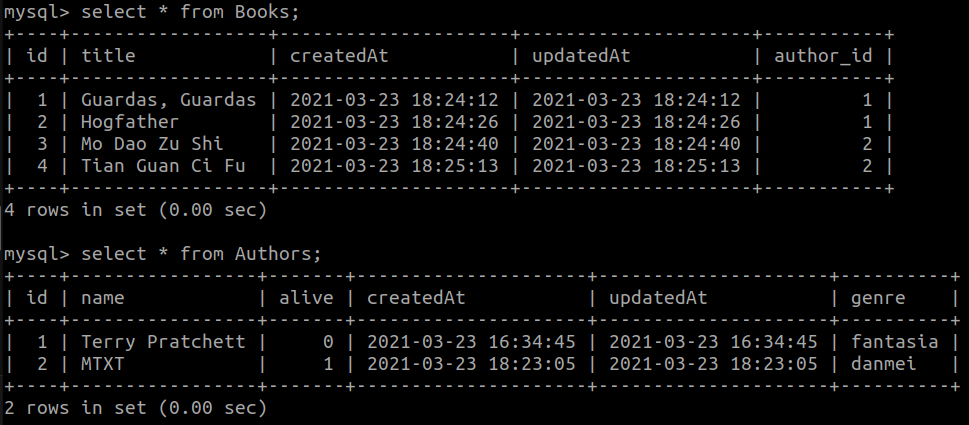 mysql> select * from Books;
+----+------------------+---------------------+---------------------+-----------+
| id | title            | createdAt           | updatedAt           | author_id |
+----+------------------+---------------------+---------------------+-----------+
|  1 | Guardas, Guardas | 2021-03-23 18:24:12 | 2021-03-23 18:24:12 |         1 |
|  2 | Hogfather        | 2021-03-23 18:24:26 | 2021-03-23 18:24:26 |         1 |
|  3 | Mo Dao Zu Shi    | 2021-03-23 18:24:40 | 2021-03-23 18:24:40 |         2 |
|  4 | Tian Guan Ci Fu  | 2021-03-23 18:25:13 | 2021-03-23 18:25:13 |         2 |
+----+------------------+---------------------+---------------------+-----------+
4 rows in set (0.00 sec)

mysql> select * from Authors;
+----+-----------------+-------+---------------------+---------------------+----------+
| id | name            | alive | createdAt           | updatedAt           | genre    |
+----+-----------------+-------+---------------------+---------------------+----------+
|  1 | Terry Pratchett |     0 | 2021-03-23 16:34:45 | 2021-03-23 16:34:45 | fantasia |
|  2 | MTXT            |     1 | 2021-03-23 18:23:05 | 2021-03-23 18:23:05 | danmei   |
+----+-----------------+-------+---------------------+---------------------+----------+
2 rows in set (0.00 sec)